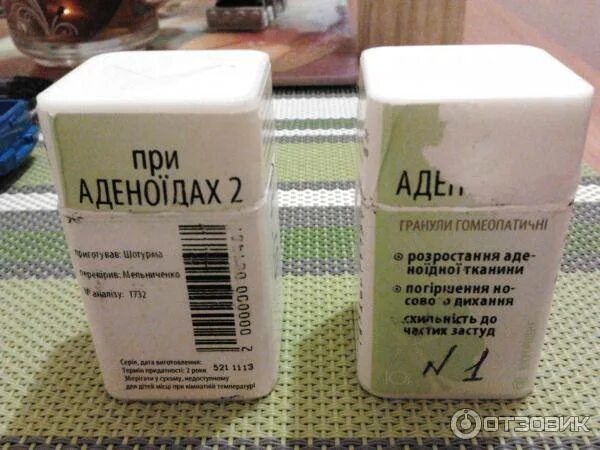 при
АДЕНОЇДАХ 2
Приготував: Шотурма
Перевірив: Мельниченко
№ аналізу: Т732
Серія, дата виготовлення:
Термін придатності: 2 роки 521 1113
Зберігати у сухому, недоступному
для дітей місці при кімнатній температурі
АДЕН
ГРАНУЛИ ГОМЕОПАТИЧНІ
розростання аде-
ноїдної тканини
погіршення но-
сового дихання
схильність до
частих застуд
N 1
ОТЗОВИК